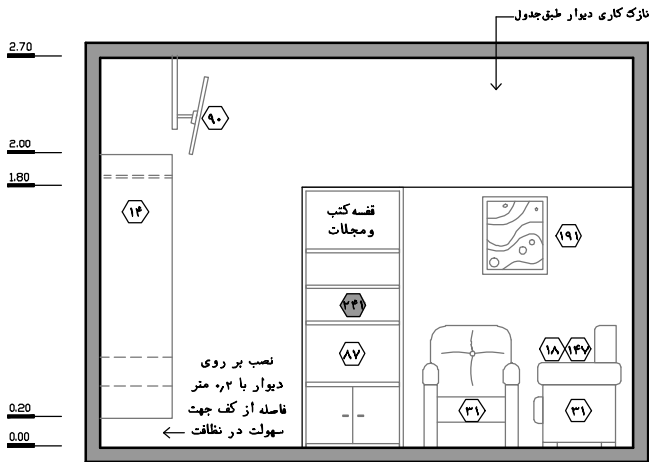 نازک کاری دیوار طبق جدول
2.70
۹۰
2.00
1.80
۱۴
قفسه کتب
و مجلات
۱۹۱
۲۴۱
۸۷
۱۸
۱۴۷
نصب بر روی
دیوار با ۰٫۲ متر
فاصله از کف جهت
سهولت در نظافت
۳۱
۳۱
0.20
0.00